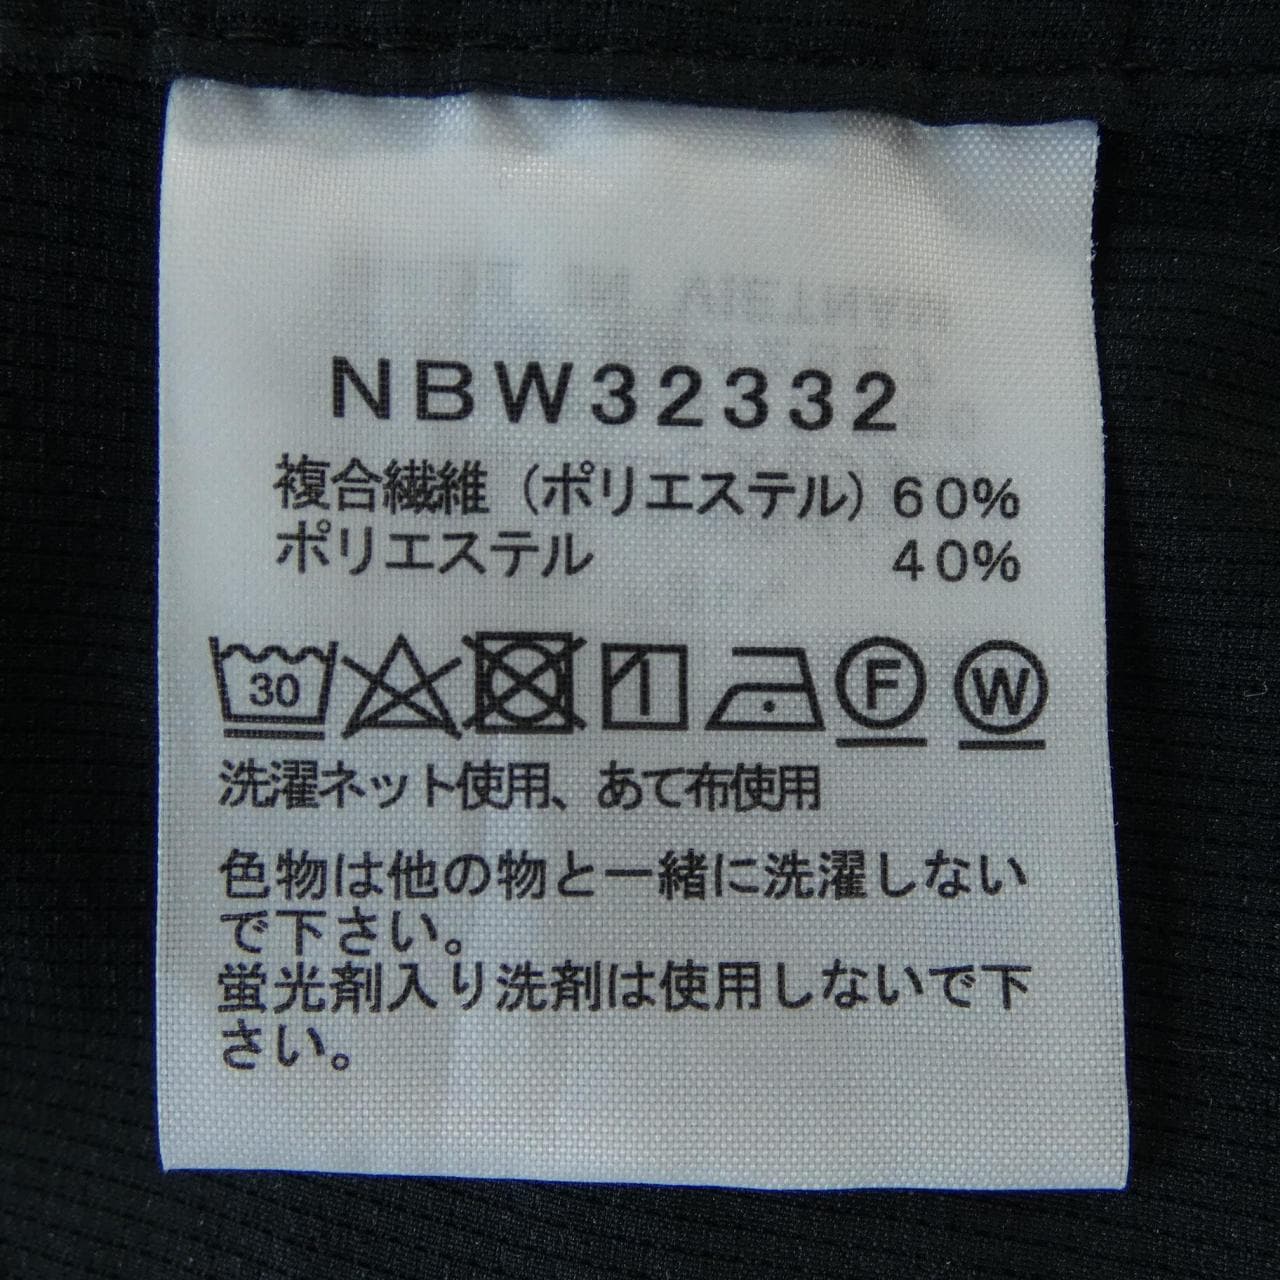 NBW32332
複合繊維（ポリエステル）60%
ポリエステル 40%
30 F W
洗濯ネット使用、あて布使用
色物は他の物と一緒に洗濯しない
で下さい。
蛍光剤入り洗剤は使用しないで下
さい。